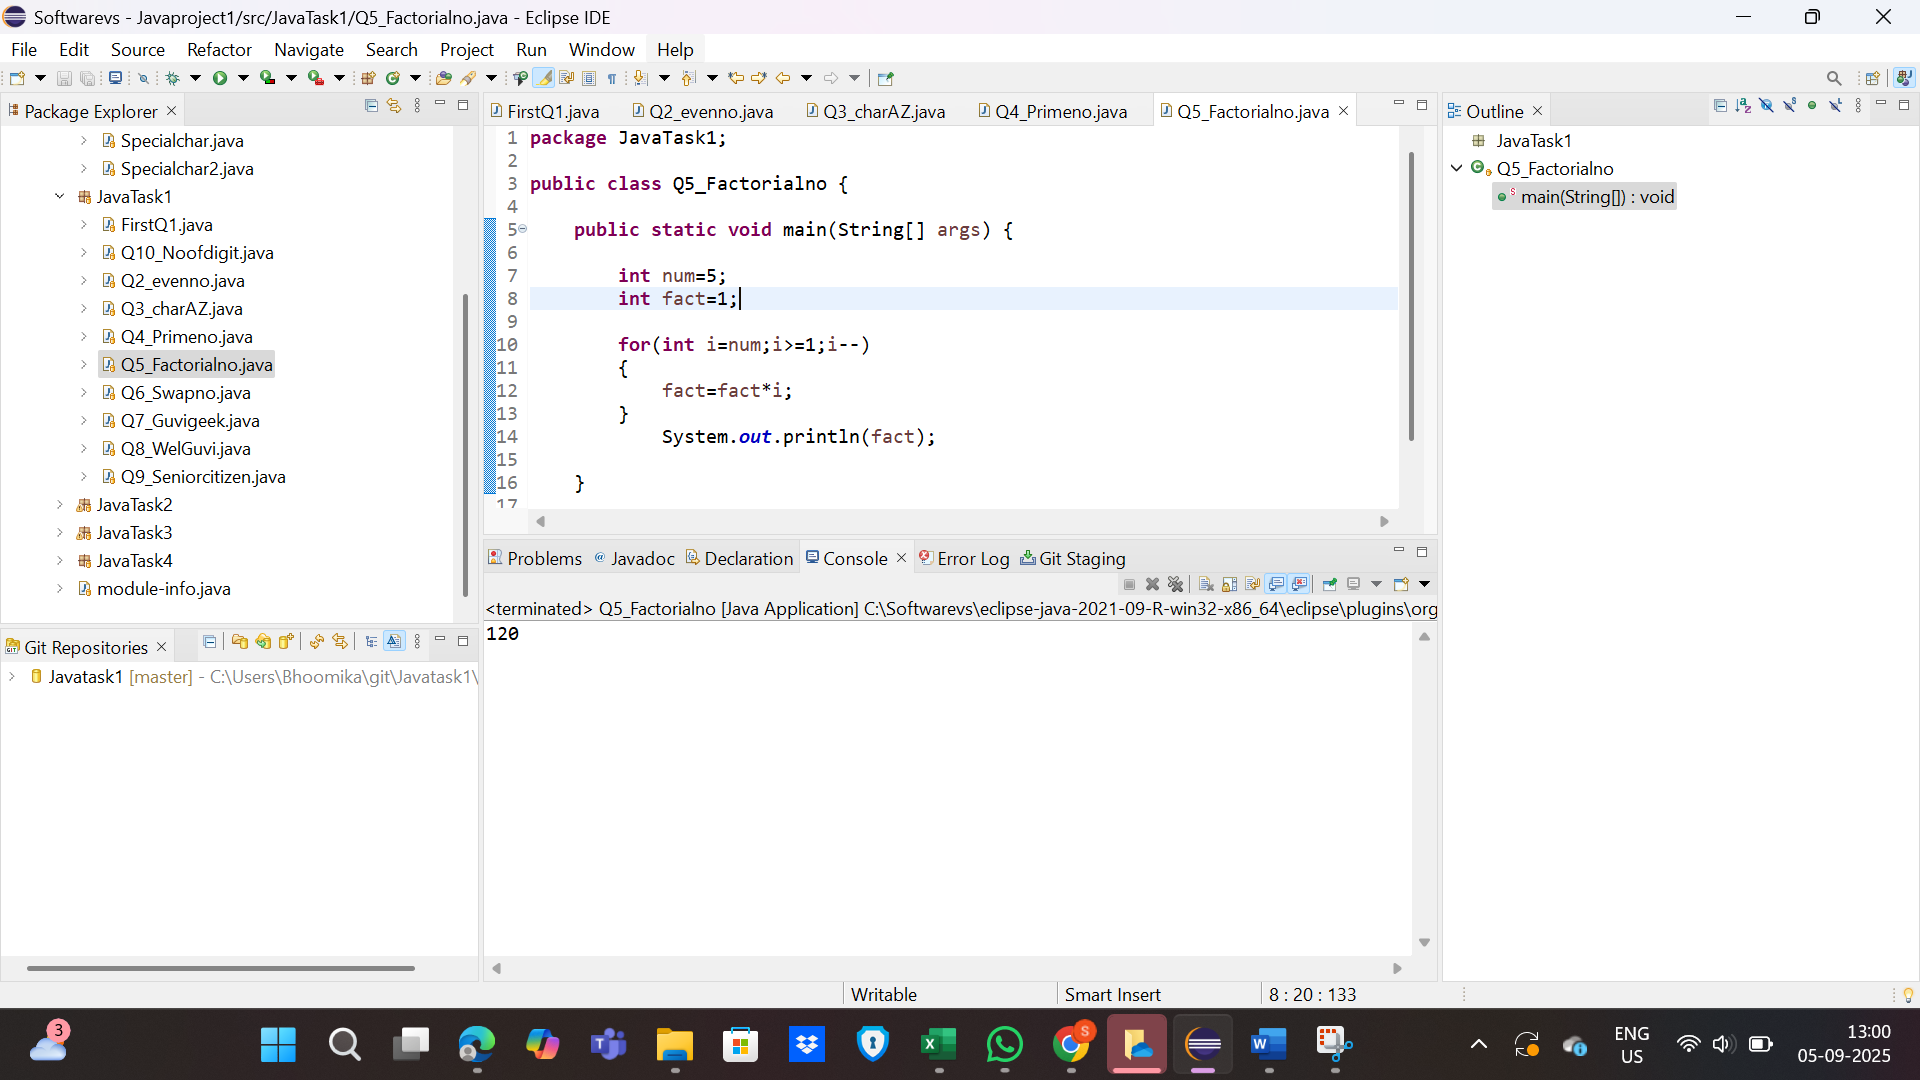 Softwarevs - Javaproject1/src/JavaTask1/Q5_Factorialno.java - Eclipse IDE
File Edit Source Refactor Navigate Search Project Run Window Help
Package Explorer
Specialchar.java
Specialchar2.java
JavaTask1
FirstQ1.java
Q10_Noofdigit.java
Q2_evenno.java
Q3_charAZ.java
Q4_Primeno.java
Q5_Factorialno.java
Q6_Swapno.java
Q7_Guvigeek.java
Q8_WelGuvi.java
Q9_Seniorcitizen.java
JavaTask2
JavaTask3
JavaTask4
module-info.java
Git Repositories
Javatask1 [master] - C:\Users\Bhoomika\git\Javatask1\
FirstQ1.java Q2_evenno.java Q3_charAZ.java Q4_Primeno.java Q5_Factorialno.java
1 package JavaTask1;
2
3 public class Q5_Factorialno {
4
5 public static void main(String[] args) {
6
7 int num=5;
8 int fact=1;
9
10 for(int i=num;i>=1;i--)
11 {
12 fact=fact*i;
13 }
14 System.out.println(fact);
15
16 }
17
Problems Javadoc Declaration Console Error Log Git Staging
<terminated> Q5_Factorialno [Java Application] C:\Softwarevs\eclipse-java-2021-09-R-win32-x86_64\eclipse\plugins\org
120
Outline
JavaTask1
Q5_Factorialno
main(String[]) : void
Writable Smart Insert 8 : 20 : 133
3
S
ENG
US
13:00
05-09-2025